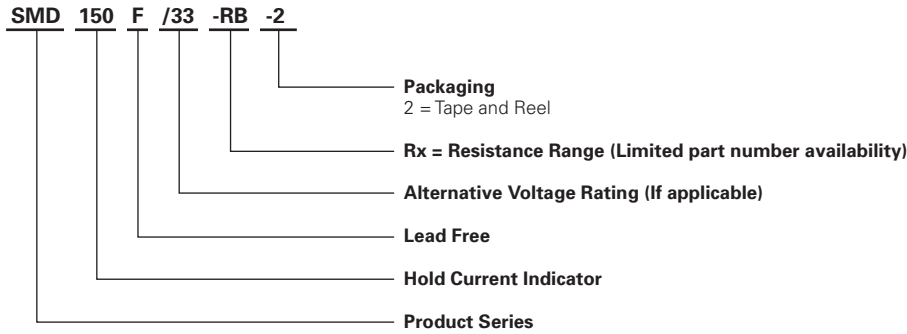 SMD 150 F /33 -RB -2
Packaging
2 = Tape and Reel
Rx = Resistance Range (Limited part number availability)
Alternative Voltage Rating (If applicable)
Lead Free
Hold Current Indicator
Product Series